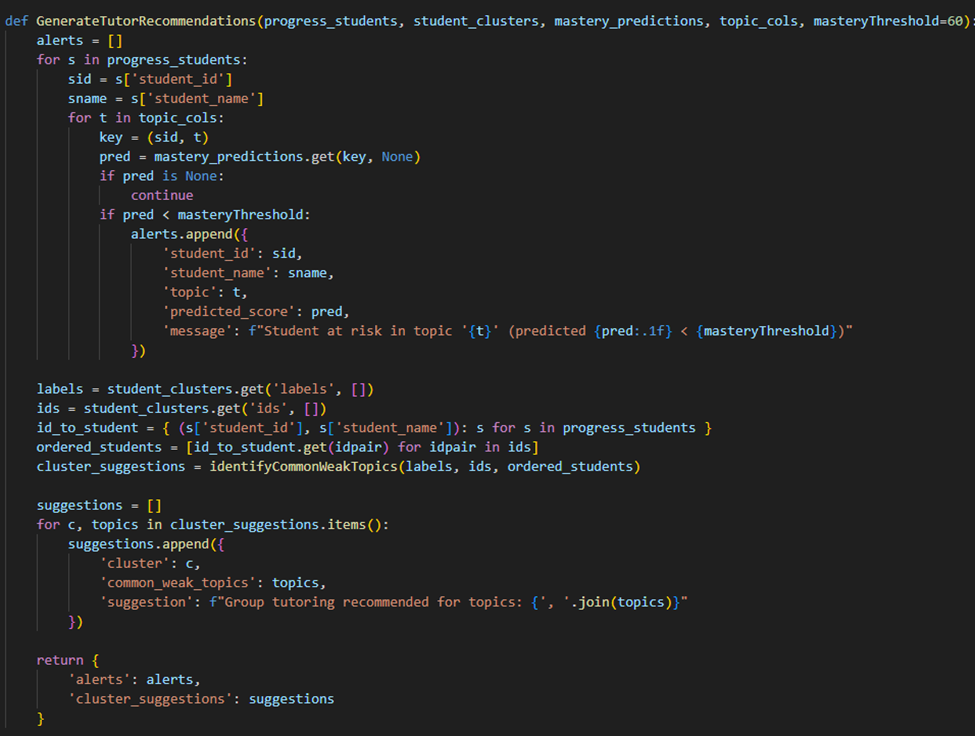 def GenerateTutorRecommendations(progress_students, student_clusters, mastery_predictions, topic_cols, masteryThreshold=60):
    alerts = []
    for s in progress_students:
        sid = s['student_id']
        sname = s['student_name']
        for t in topic_cols:
            key = (sid, t)
            pred = mastery_predictions.get(key, None)
            if pred is None:
                continue
            if pred < masteryThreshold:
                alerts.append({
                    'student_id': sid,
                    'student_name': sname,
                    'topic': t,
                    'predicted_score': pred,
                    'message': f"Student at risk in topic '{t}' (predicted {pred:.1f} < {masteryThreshold})"
                })

    labels = student_clusters.get('labels', [])
    ids = student_clusters.get('ids', [])
    id_to_student = { (s['student_id'], s['student_name']): s for s in progress_students }
    ordered_students = [id_to_student.get(idpair) for idpair in ids]
    cluster_suggestions = identifyCommonWeakTopics(labels, ids, ordered_students)

    suggestions = []
    for c, topics in cluster_suggestions.items():
        suggestions.append({
            'cluster': c,
            'common_weak_topics': topics,
            'suggestion': f"Group tutoring recommended for topics: {', '.join(topics)}"
        })

    return {
        'alerts': alerts,
        'cluster_suggestions': suggestions
    }